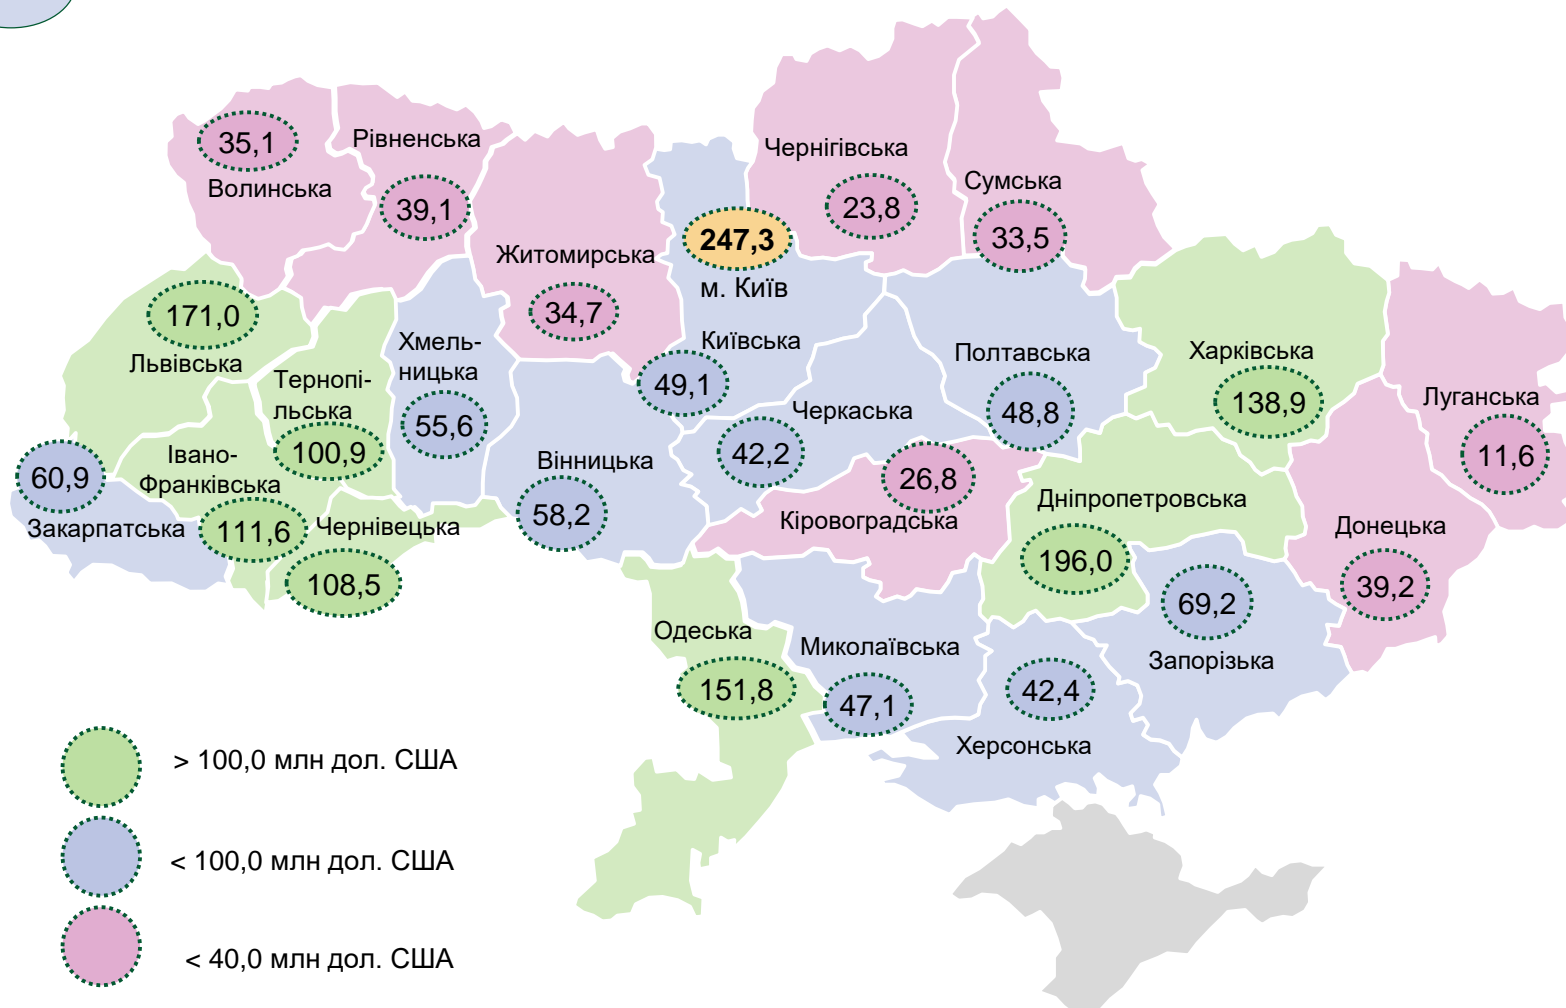 35,1
Волинська
Рівненська
39,1
Житомирська
34,7
247,3
м. Київ
Чернігівська
23,8
Сумська
33,5
171,0
Львівська
Тернопі-
льська
100,9
Хмель-
ницька
55,6
Київська
49,1
Черкаська
42,2
Полтавська
48,8
Харківська
138,9
Луганська
11,6
60,9
Закарпатська
Івано-
Франківська
111,6
Чернівецька
108,5
Вінницька
58,2
26,8
Кіровоградська
Дніпропетровська
196,0
Донецька
39,2
69,2
Запорізька
Одеська
151,8
Миколаївська
47,1
42,4
Херсонська
> 100,0 млн дол. США
< 100,0 млн дол. США
< 40,0 млн дол. США